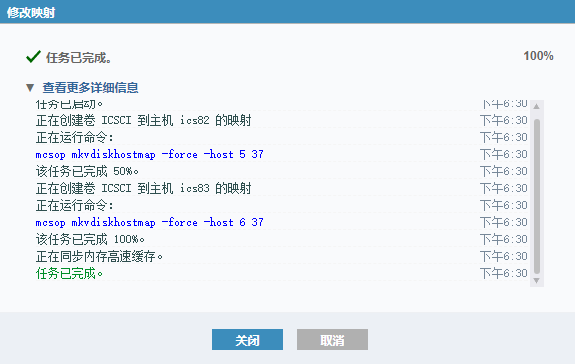 修改映射
任务已完成。 100%
查看更多详细信息
任务已启动。 下午6:30
正在创建卷 ICSCI 到主机 ics82 的映射 下午6:30
正在运行命令: 下午6:30
mcsop mkvdiskhostmap -force -host 5 37 下午6:30
该任务已完成 50%。 下午6:30
正在创建卷 ICSCI 到主机 ics83 的映射 下午6:30
正在运行命令: 下午6:30
mcsop mkvdiskhostmap -force -host 6 37 下午6:30
该任务已完成 100%。 下午6:30
正在同步内存高速缓存。 下午6:30
任务已完成。 下午6:30
关闭 取消